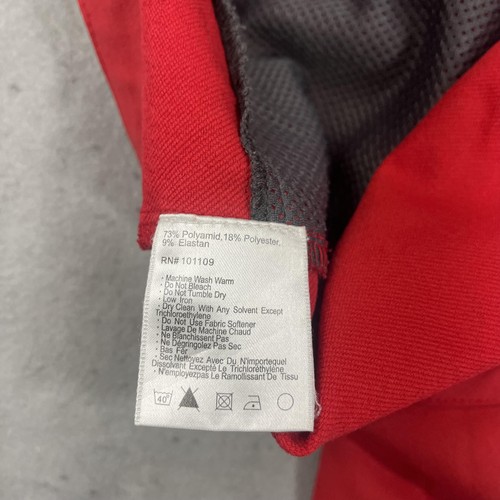 73% Polyamid,18% Polyester,
9% Elastan
RN# 101109
· Machine Wash Warm
· Do Not Bleach
· Do Not Tumble Dry
· Low Iron
· Dry Clean With Any Solvent Except
Trichloroethylene
· Do Not Use Fabric Softener
· Lavage De Machine Chaud
· Ne Blanchissent Pas
· Ne Dégringolez Pas Sec
· Bas Fer
· Sec Nettoyez Avec Du N'importequel
Dissolvant Excepté Le Trichloréthylène
· N'employezpas Le Ramollissant De Tissu
40°